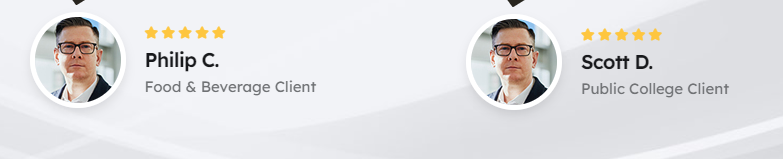 Philip C.
Food & Beverage Client
Scott D.
Public College Client